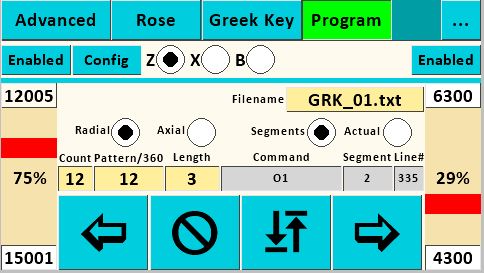 Advanced Rose Greek Key Program ...
Enabled Config Z X B Enabled
12005 Filename GRK_01.txt 6300
Radial Axial Segments Actual
Count Pattern/360 Length Command Segment Line#
75% 12 12 3 01 2 335 29%
15001 4300